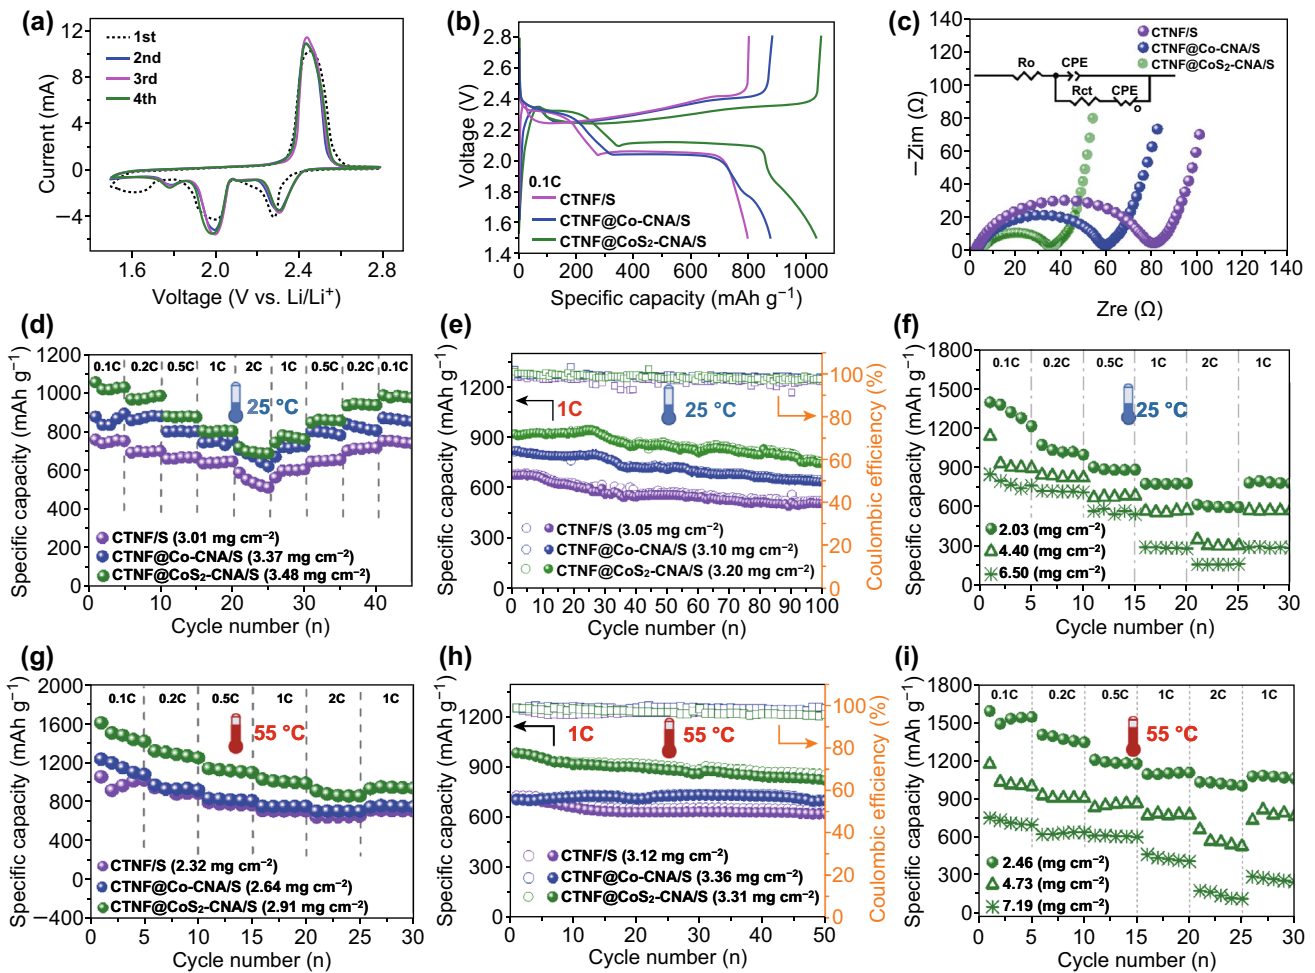 (a)
12
8
4
0
−4
Current (mA)
1st
2nd
3rd
4th
1.6 2.0 2.4 2.8
Voltage (V vs. Li/Li⁺)
(b)
2.8
2.6
2.4
2.2
2.0
1.8
1.6
1.4
Voltage (V)
0.1C
CTNF/S
CTNF@Co-CNA/S
CTNF@CoS₂-CNA/S
0 200 400 600 800 1000
Specific capacity (mAh g⁻¹)
(c)
140
120
100
80
60
40
20
0
−Zim (Ω)
CTNF/S
CTNF@Co-CNA/S
CTNF@CoS₂-CNA/S
Ro CPE
Rct CPE
0 20 40 60 80 100 120 140
Zre (Ω)
(d)
1200
1000
800
600
400
200
0
Specific capacity (mAh g⁻¹)
0.1C 0.2C 0.5C 1C 2C 1C 0.5C 0.2C 0.1C
25 °C
CTNF/S (3.01 mg cm⁻²)
CTNF@Co-CNA/S (3.37 mg cm⁻²)
CTNF@CoS₂-CNA/S (3.48 mg cm⁻²)
0 10 20 30 40
Cycle number (n)
(e)
1200
900
600
300
0
Specific capacity (mAh g⁻¹)
1C
25 °C
CTNF/S (3.05 mg cm⁻²)
CTNF@Co-CNA/S (3.10 mg cm⁻²)
CTNF@CoS₂-CNA/S (3.20 mg cm⁻²)
0 10 20 30 40 50 60 70 80 90 100
Cycle number (n)
100
80
60
40
20
0
Coulombic efficiency (%)
(f)
1800
1500
1200
900
600
300
0
Specific capacity (mAh g⁻¹)
0.1C 0.2C 0.5C 1C 2C 1C
25 °C
2.03 (mg cm⁻²)
4.40 (mg cm⁻²)
6.50 (mg cm⁻²)
0 5 10 15 20 25 30
Cycle number (n)
(g)
2000
1600
1200
800
400
0
−400
Specific capacity (mAh g⁻¹)
0.1C 0.2C 0.5C 1C 2C 1C
55 °C
CTNF/S (2.32 mg cm⁻²)
CTNF@Co-CNA/S (2.64 mg cm⁻²)
CTNF@CoS₂-CNA/S (2.91 mg cm⁻²)
0 5 10 15 20 25 30
Cycle number (n)
(h)
1200
900
600
300
0
Specific capacity (mAh g⁻¹)
1C
55 °C
CTNF/S (3.12 mg cm⁻²)
CTNF@Co-CNA/S (3.36 mg cm⁻²)
CTNF@CoS₂-CNA/S (3.31 mg cm⁻²)
0 10 20 30 40 50
Cycle number (n)
100
80
60
40
20
0
Coulombic efficiency (%)
(i)
1800
1500
1200
900
600
300
0
Specific capacity (mAh g⁻¹)
0.1C 0.2C 0.5C 1C 2C 1C
55 °C
2.46 (mg cm⁻²)
4.73 (mg cm⁻²)
7.19 (mg cm⁻²)
0 5 10 15 20 25 30
Cycle number (n)